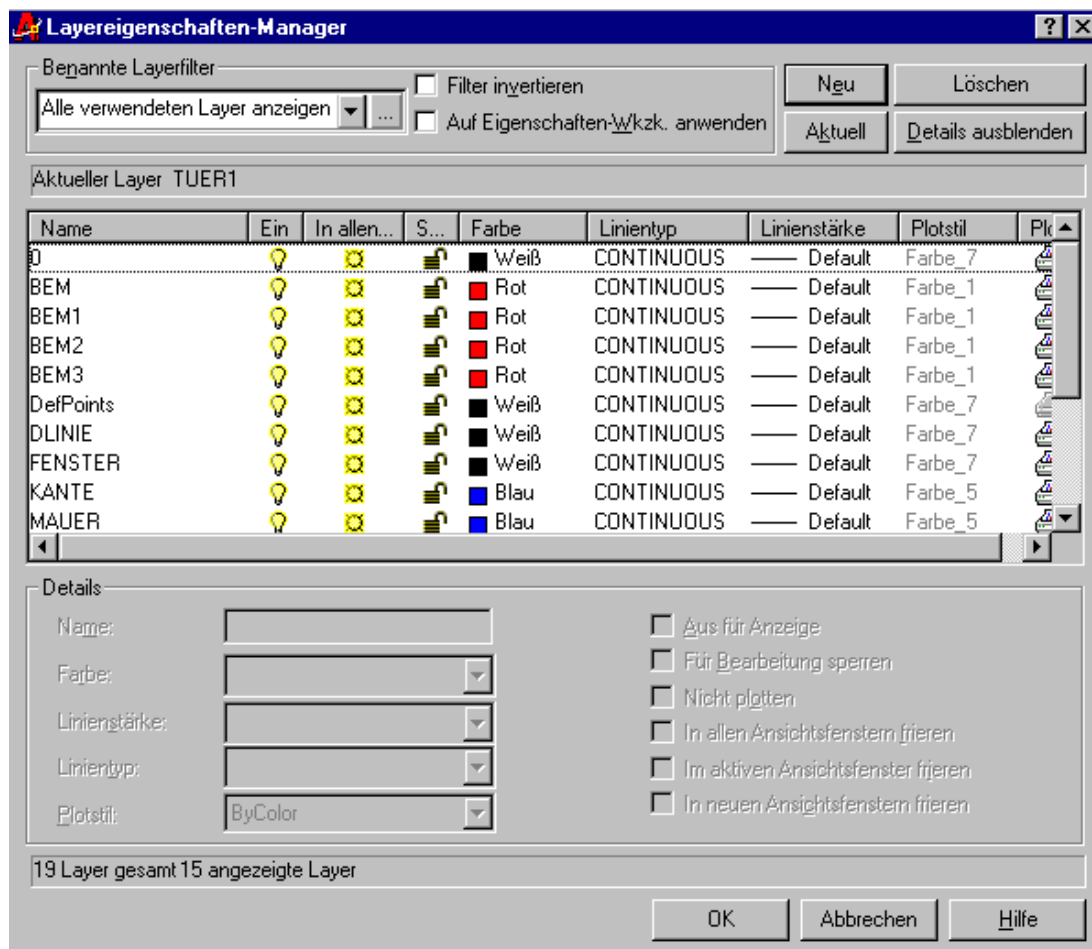 Layereigenschaften-Manager
Benannte Layerfilter
Alle verwendeten Layer anzeigen ...
Filter invertieren
Auf Eigenschaften-Wkzk. anwenden
Neu Löschen
Aktuell Details ausblenden
Aktueller Layer TUER1
Name Ein In allen... S... Farbe Linientyp Linienstärke Plotstil Plo
0 Weiß CONTINUOUS Default Farbe_7
BEM Rot CONTINUOUS Default Farbe_1
BEM1 Rot CONTINUOUS Default Farbe_1
BEM2 Rot CONTINUOUS Default Farbe_1
BEM3 Rot CONTINUOUS Default Farbe_1
DefPoints Weiß CONTINUOUS Default Farbe_7
DLINIE Weiß CONTINUOUS Default Farbe_7
FENSTER Weiß CONTINUOUS Default Farbe_7
KANTE Blau CONTINUOUS Default Farbe_5
MAUER Blau CONTINUOUS Default Farbe_5
Details
Name:
Farbe:
Linienstärke:
Linientyp:
Plotstil: ByColor
Aus für Anzeige
Für Bearbeitung sperren
Nicht plotten
In allen Ansichtsfenstern frieren
Im aktiven Ansichtsfenster frieren
In neuen Ansichtsfenstern frieren
19 Layer gesamt 15 angezeigte Layer
OK Abbrechen Hilfe